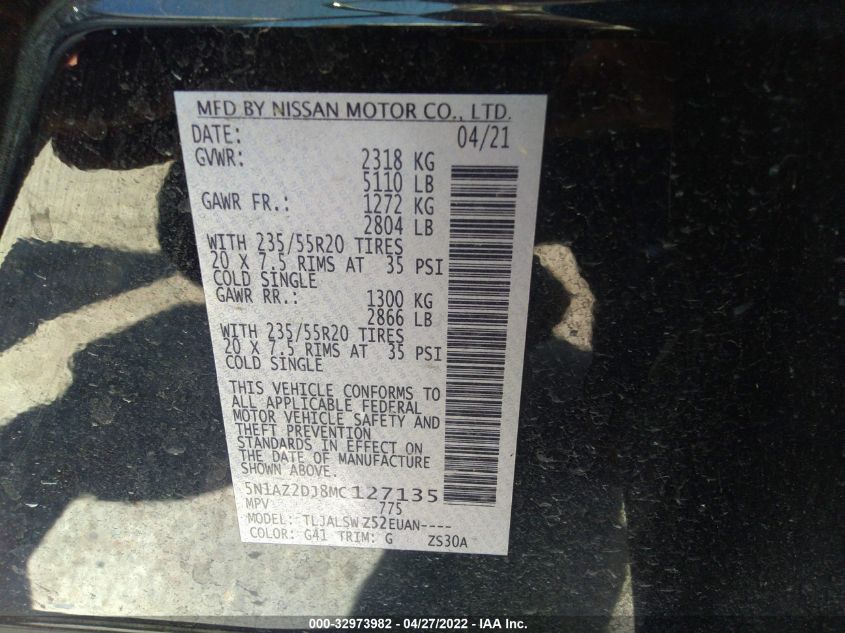 MFD BY NISSAN MOTOR CO., LTD.
DATE: 04/21
GVWR: 2318 KG
5110 LB
GAWR FR.: 1272 KG
2804 LB
WITH 235/55R20 TIRES
20 X 7.5 RIMS AT 35 PSI
COLD SINGLE
GAWR RR.: 1300 KG
2866 LB
WITH 235/55R20 TIRES
20 X 7.5 RIMS AT 35 PSI
COLD SINGLE
THIS VEHICLE CONFORMS TO
ALL APPLICABLE FEDERAL
MOTOR VEHICLE SAFETY AND
THEFT PREVENTION
STANDARDS IN EFFECT ON
THE DATE OF MANUFACTURE
SHOWN ABOVE.
5N1AZ2DJ8MC127135
MPV 775
MODEL: TLJALSWZ52EUAN----
COLOR: G41 TRIM: G ZS30A
000-32973982 - 04/27/2022 - IAA Inc.